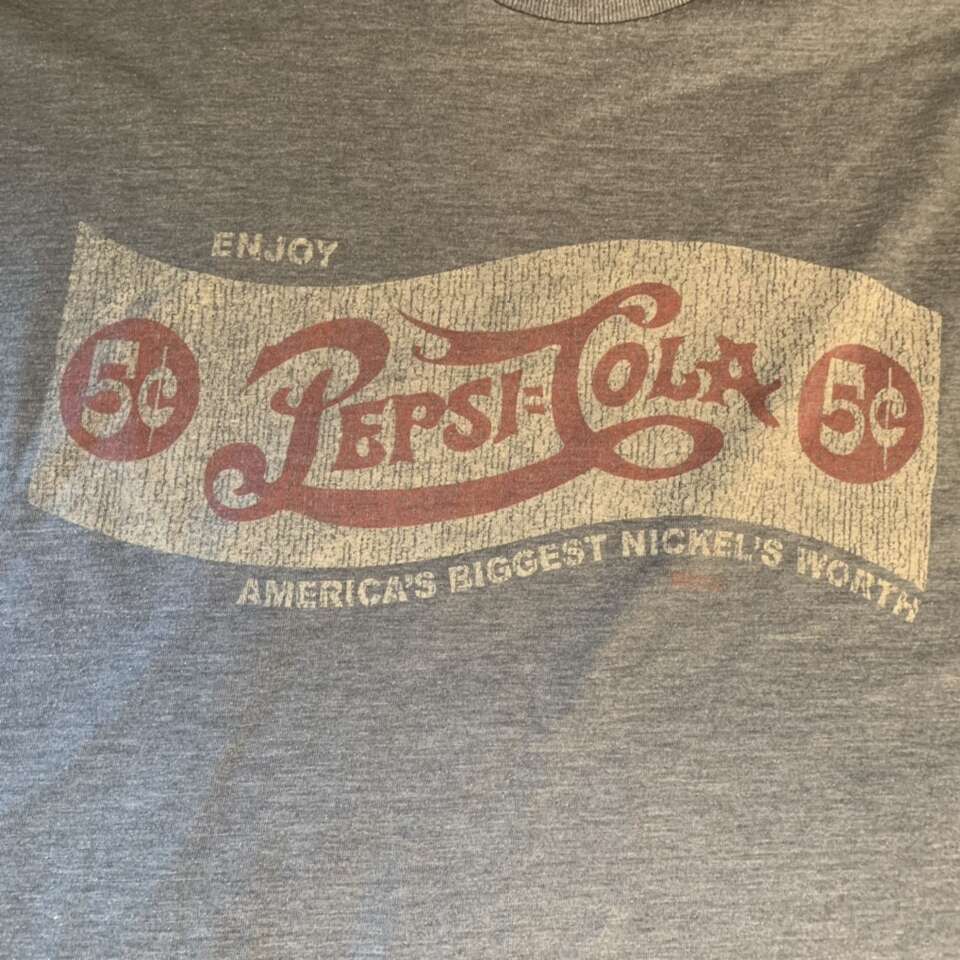 ENJOY
5¢
PEPSI=COLA
5¢
AMERICA'S BIGGEST NICKEL'S WORTH